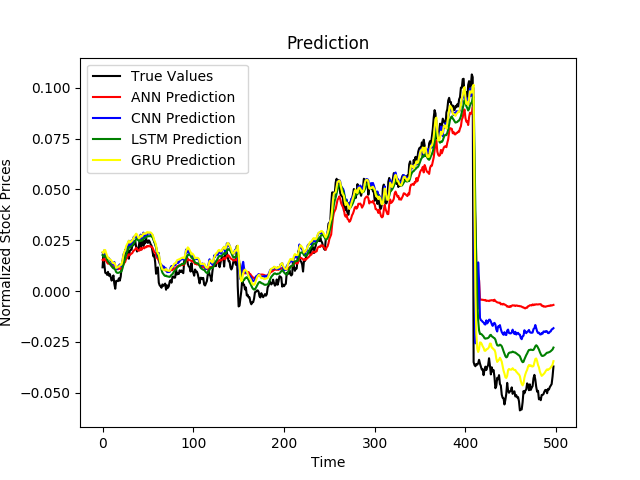 Prediction
True Values
ANN Prediction
CNN Prediction
LSTM Prediction
GRU Prediction
0.100
0.075
0.050
0.025
0.000
−0.025
−0.050
Normalized Stock Prices
0 100 200 300 400 500
Time